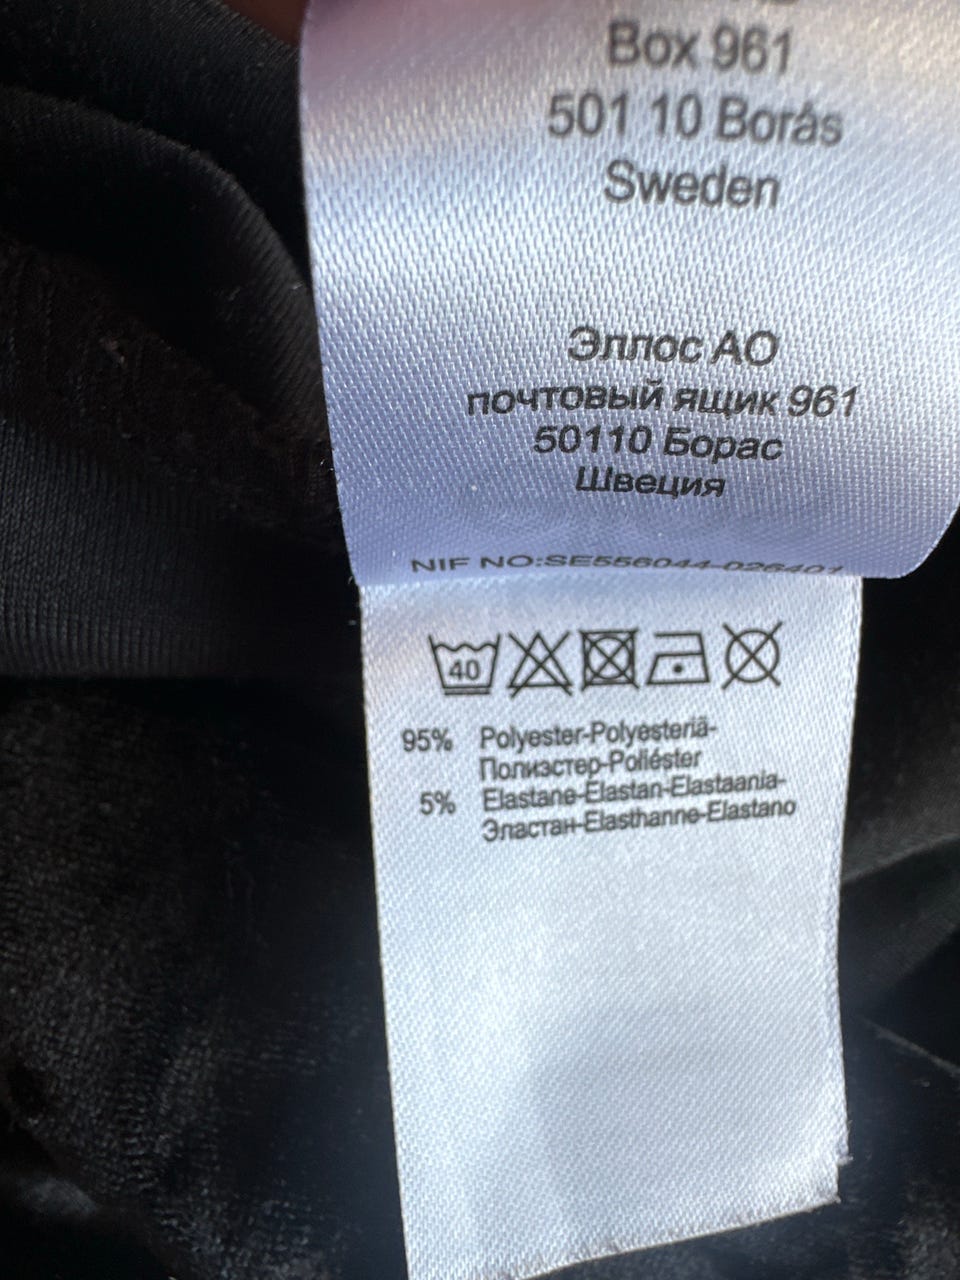 Box 961
501 10 Borás
Sweden
Эллос АО
почтовый ящик 961
50110 Борас
Швеция
NIF NO:SE556044-026401
40
95% Polyester-Polyesteriä-
Полиэстер-Poliéster
5% Elastane-Elastan-Elastaania-
Эластан-Elasthanne-Elastano